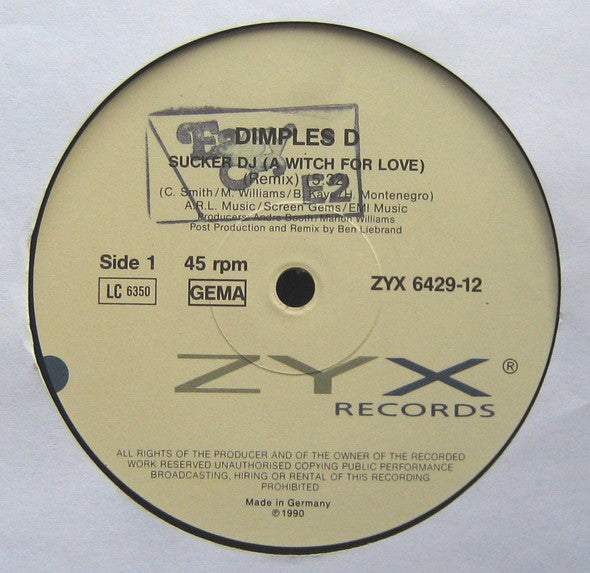 DIMPLES D
SUCKER DJ (A WITCH FOR LOVE)
(Remix) (5:32)
(C. Smith/M. Williams/B. Kaye/H. Montenegro)
A.R.L. Music/Screen Gems/EMI Music
Producers: Andre Booth/Marlon Williams
Post Production and Remix by Ben Liebrand
E2
Side 1 45 rpm
LC 6350 GEMA ZYX 6429-12
ZYX ®
RECORDS
ALL RIGHTS OF THE PRODUCER AND OF THE OWNER OF THE RECORDED
WORK RESERVED UNAUTHORISED COPYING PUBLIC PERFORMANCE
BROADCASTING, HIRING OR RENTAL OF THIS RECORDING
PROHIBITED
Made in Germany
℗ 1990